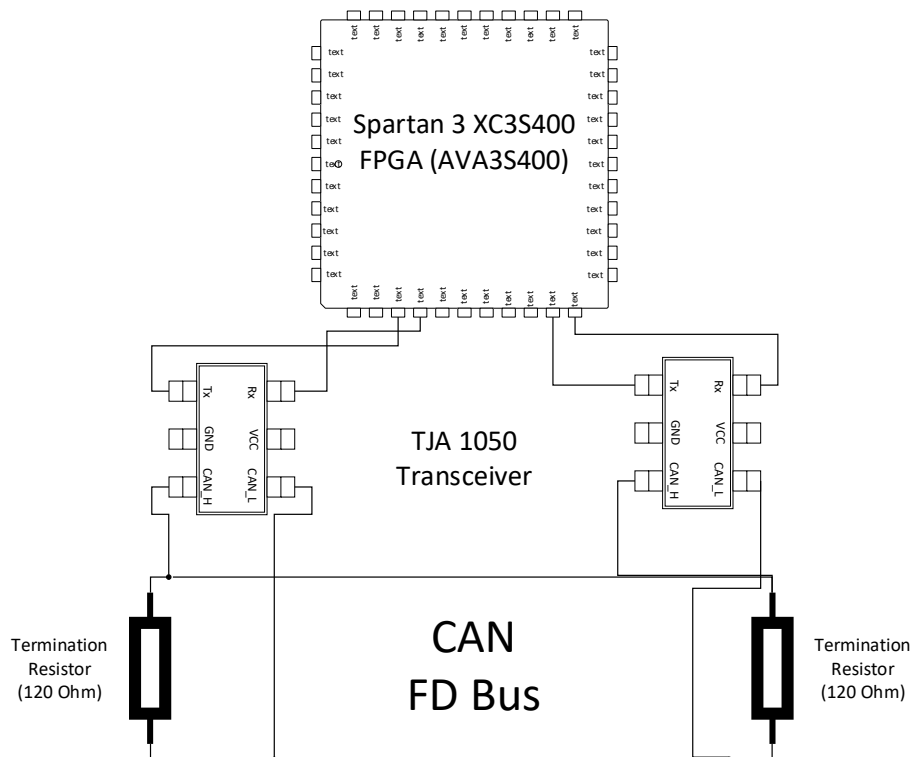 text text text text text text text text text text text
text text
text text
text text
text text
Spartan 3 XC3S400
text text
FPGA (AVA3S400)
text text
text text
text text
text text
text text
text text
text text text text text text text text text text text
Tx Rx
GND VCC
CAN_H CAN_L
TJA 1050
Transceiver
Tx Rx
GND VCC
CAN_H CAN_L
Termination
Resistor
(120 Ohm)
CAN
FD Bus
Termination
Resistor
(120 Ohm)